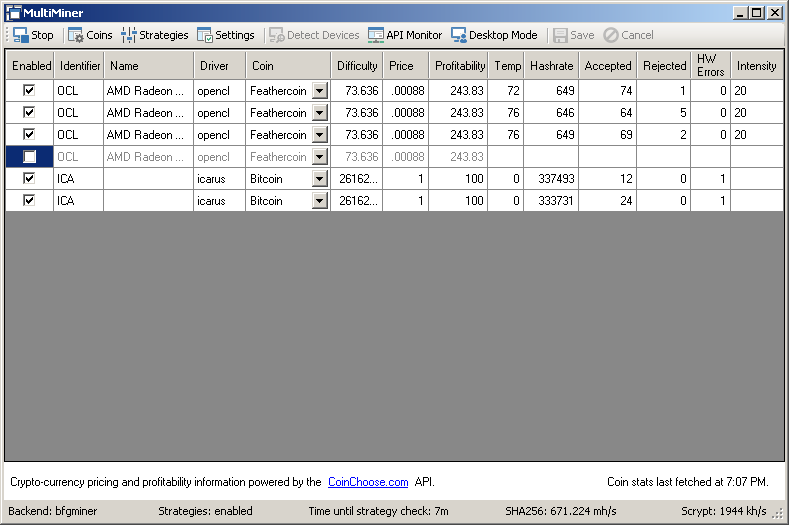 MultiMiner
Stop Coins Strategies Settings Detect Devices API Monitor Desktop Mode Save Cancel
Enabled Identifier Name Driver Coin Difficulty Price Profitability Temp Hashrate Accepted Rejected HW Errors Intensity
OCL AMD Radeon ... opencl Feathercoin 73.636 .00088 243.83 72 649 74 1 0 20
OCL AMD Radeon ... opencl Feathercoin 73.636 .00088 243.83 76 646 64 5 0 20
OCL AMD Radeon ... opencl Feathercoin 73.636 .00088 243.83 76 649 69 2 0 20
OCL AMD Radeon ... opencl Feathercoin 73.636 .00088 243.83
ICA icarus Bitcoin 26162... 1 100 0 337493 12 0 1
ICA icarus Bitcoin 26162... 1 100 0 333731 24 0 1
Crypto-currency pricing and profitability information powered by the CoinChoose.com API. Coin stats last fetched at 7:07 PM.
Backend: bfgminer Strategies: enabled Time until strategy check: 7m SHA256: 671.224 mh/s Scrypt: 1944 kh/s